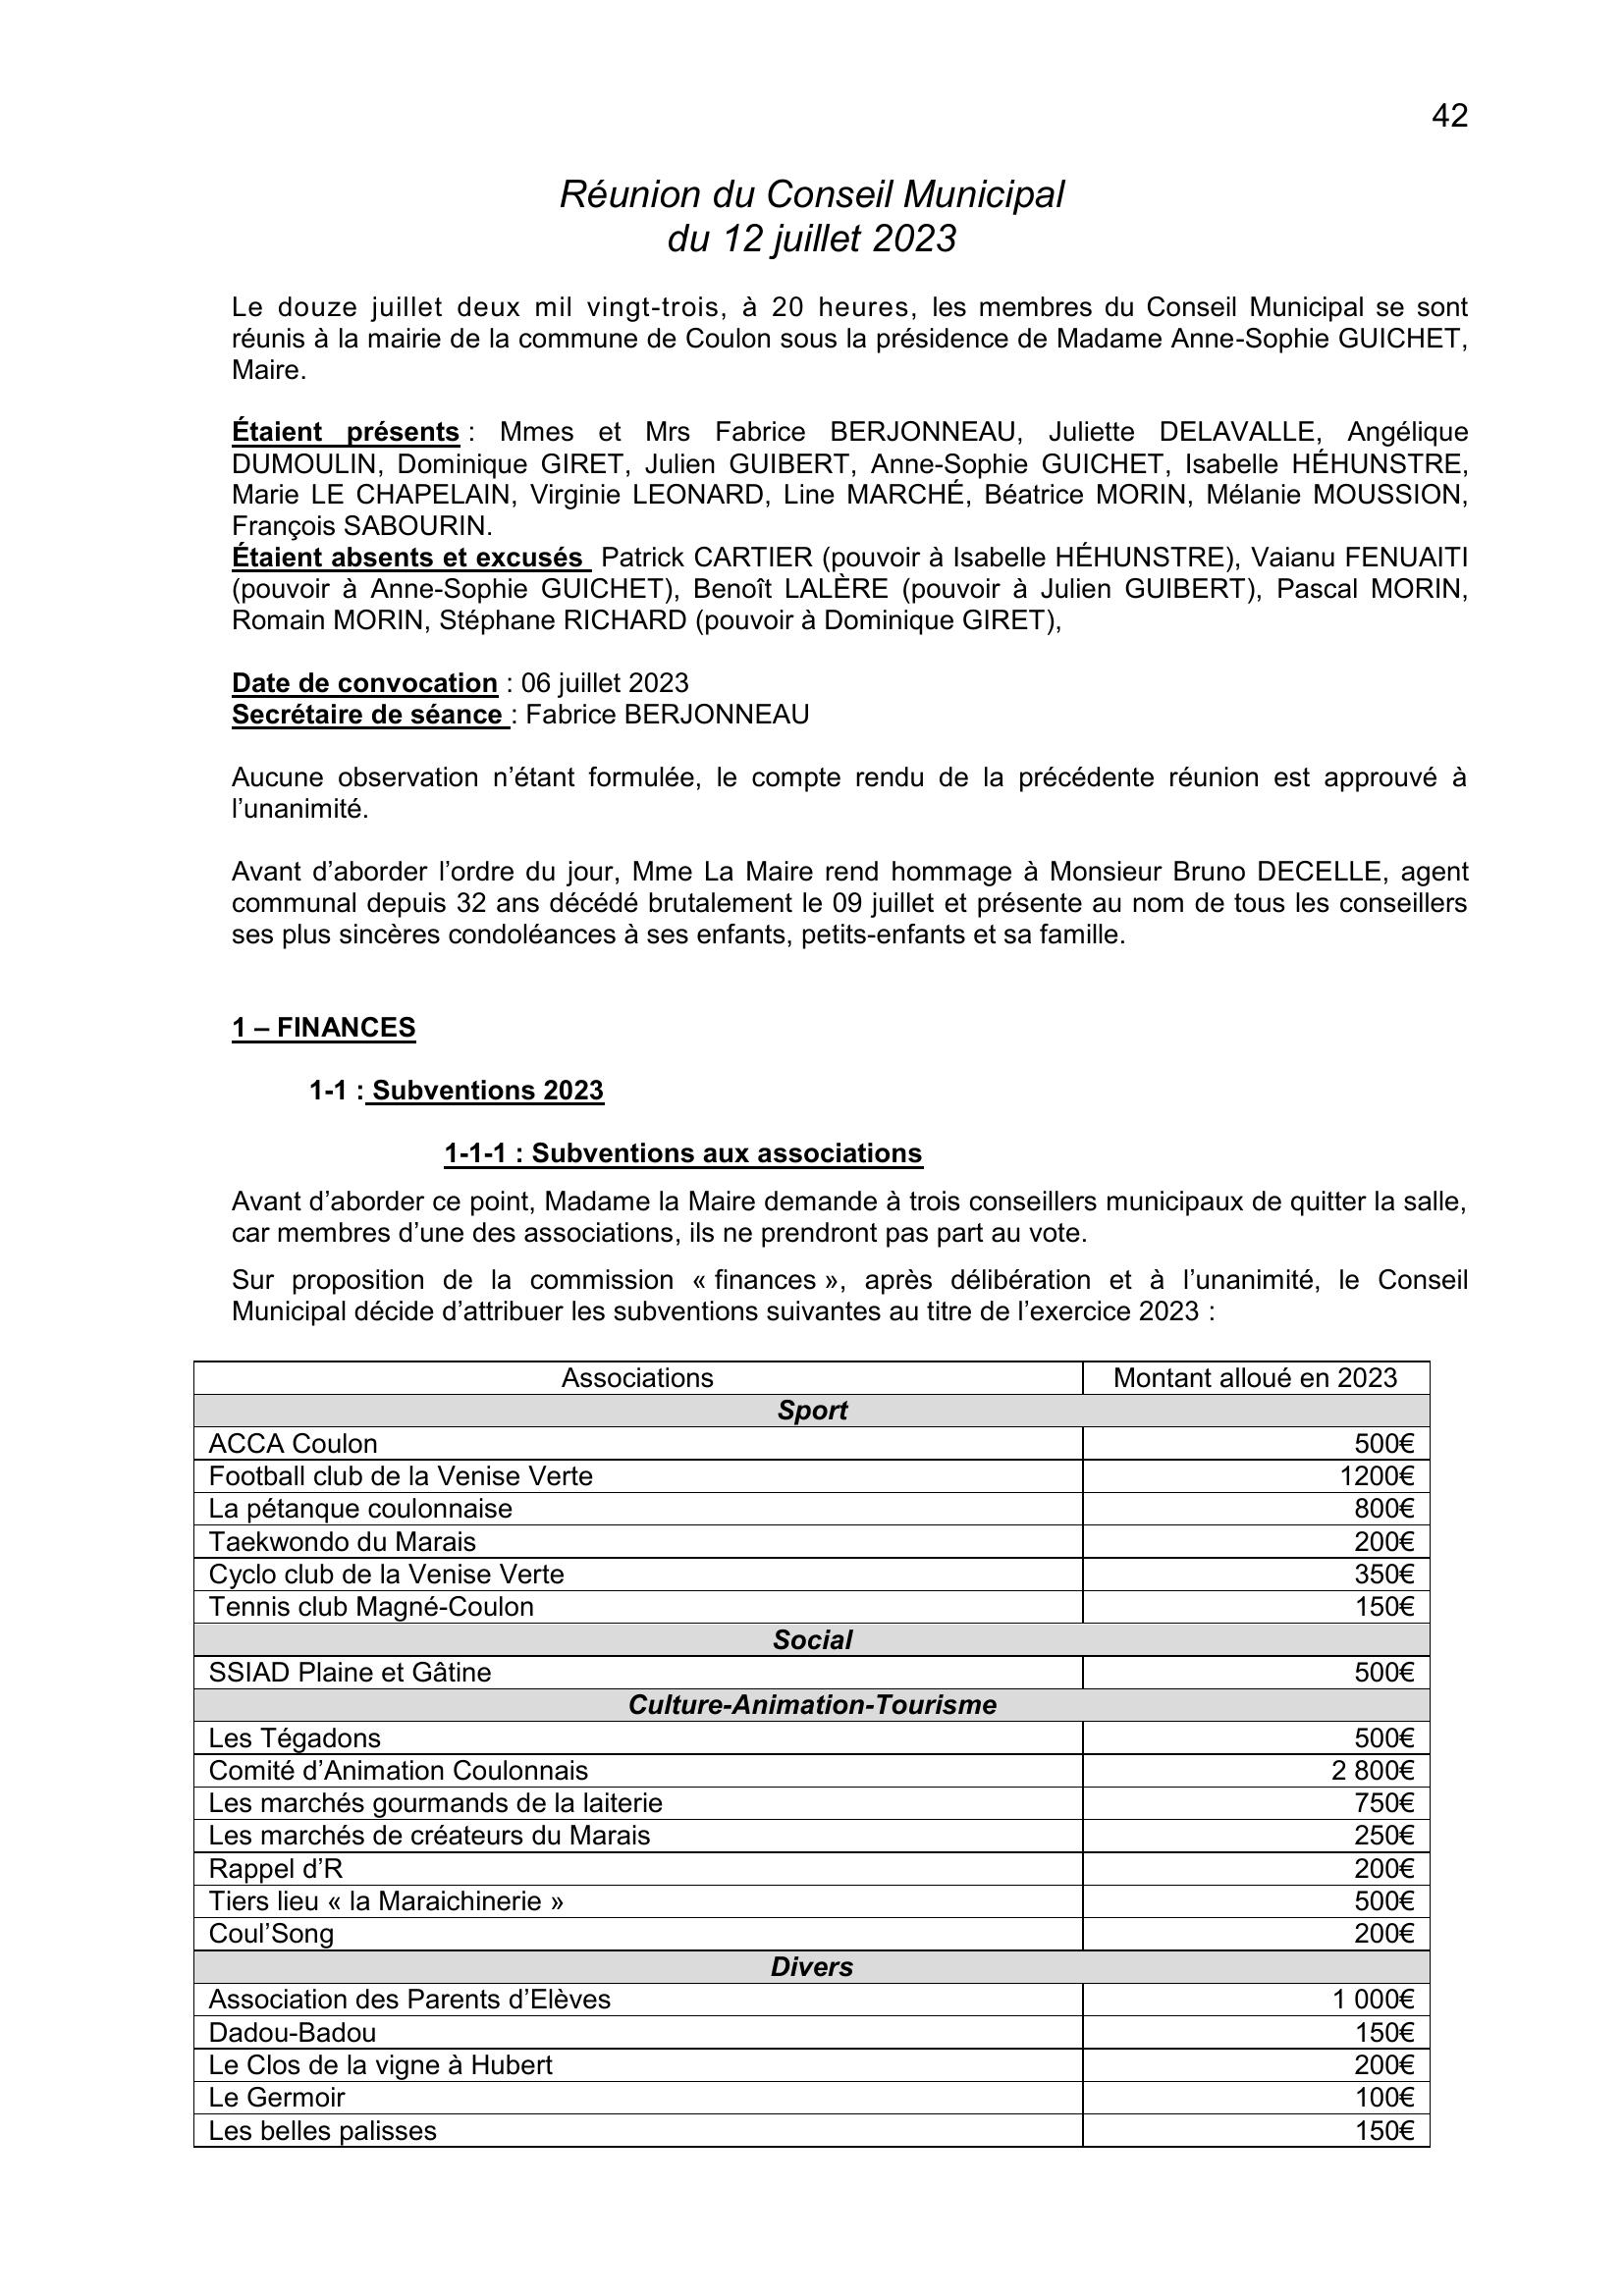 42
Réunion du Conseil Municipal
du 12 juillet 2023
Le douze juillet deux mil vingt-trois, à 20 heures, les membres du Conseil Municipal se sont
réunis à la mairie de la commune de Coulon sous la présidence de Madame Anne-Sophie GUICHET,
Maire.
Étaient présents : Mmes et Mrs Fabrice BERJONNEAU, Juliette DELAVALLE, Angélique
DUMOULIN, Dominique GIRET, Julien GUIBERT, Anne-Sophie GUICHET, Isabelle HÉHUNSTRE,
Marie LE CHAPELAIN, Virginie LEONARD, Line MARCHÉ, Béatrice MORIN, Mélanie MOUSSION,
François SABOURIN.
Étaient absents et excusés Patrick CARTIER (pouvoir à Isabelle HÉHUNSTRE), Vaianu FENUAITI
(pouvoir à Anne-Sophie GUICHET), Benoît LALÈRE (pouvoir à Julien GUIBERT), Pascal MORIN,
Romain MORIN, Stéphane RICHARD (pouvoir à Dominique GIRET),
Date de convocation : 06 juillet 2023
Secrétaire de séance : Fabrice BERJONNEAU
Aucune observation n’étant formulée, le compte rendu de la précédente réunion est approuvé à
l’unanimité.
Avant d’aborder l’ordre du jour, Mme La Maire rend hommage à Monsieur Bruno DECELLE, agent
communal depuis 32 ans décédé brutalement le 09 juillet et présente au nom de tous les conseillers
ses plus sincères condoléances à ses enfants, petits-enfants et sa famille.
1 – FINANCES
1-1 : Subventions 2023
1-1-1 : Subventions aux associations
Avant d’aborder ce point, Madame la Maire demande à trois conseillers municipaux de quitter la salle,
car membres d’une des associations, ils ne prendront pas part au vote.
Sur proposition de la commission « finances », après délibération et à l’unanimité, le Conseil
Municipal décide d’attribuer les subventions suivantes au titre de l’exercice 2023 :
Associations Montant alloué en 2023
Sport
ACCA Coulon 500€
Football club de la Venise Verte 1200€
La pétanque coulonnaise 800€
Taekwondo du Marais 200€
Cyclo club de la Venise Verte 350€
Tennis club Magné-Coulon 150€
Social
SSIAD Plaine et Gâtine 500€
Culture-Animation-Tourisme
Les Tégadons 500€
Comité d’Animation Coulonnais 2 800€
Les marchés gourmands de la laiterie 750€
Les marchés de créateurs du Marais 250€
Rappel d’R 200€
Tiers lieu « la Maraichinerie » 500€
Coul’Song 200€
Divers
Association des Parents d’Elèves 1 000€
Dadou-Badou 150€
Le Clos de la vigne à Hubert 200€
Le Germoir 100€
Les belles palisses 150€